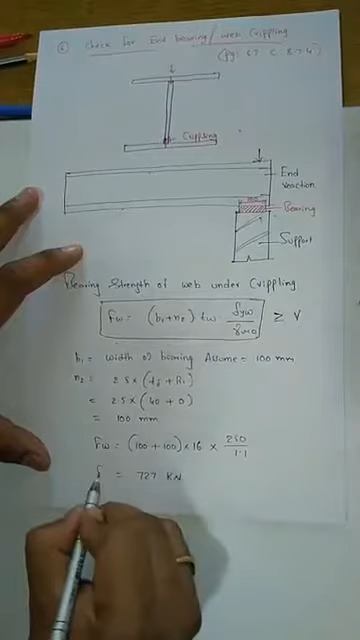 ⑥ Check for End bearing / web Crippling
(Pg. 67 C. 8.7.4)
Crippling
End
reaction
Bearing
Support
Bearing Strength of web under Crippling
Fw = (b1+n2) tw · fyw/γmo ≥ V
b1 = width of bearing Assume = 100 mm
n2 = 2.5 × (tf + R1)
= 2.5 × (40 + 0)
= 100 mm
Fw = (100 + 100) × 16 × 250/1.1
= 727 KN